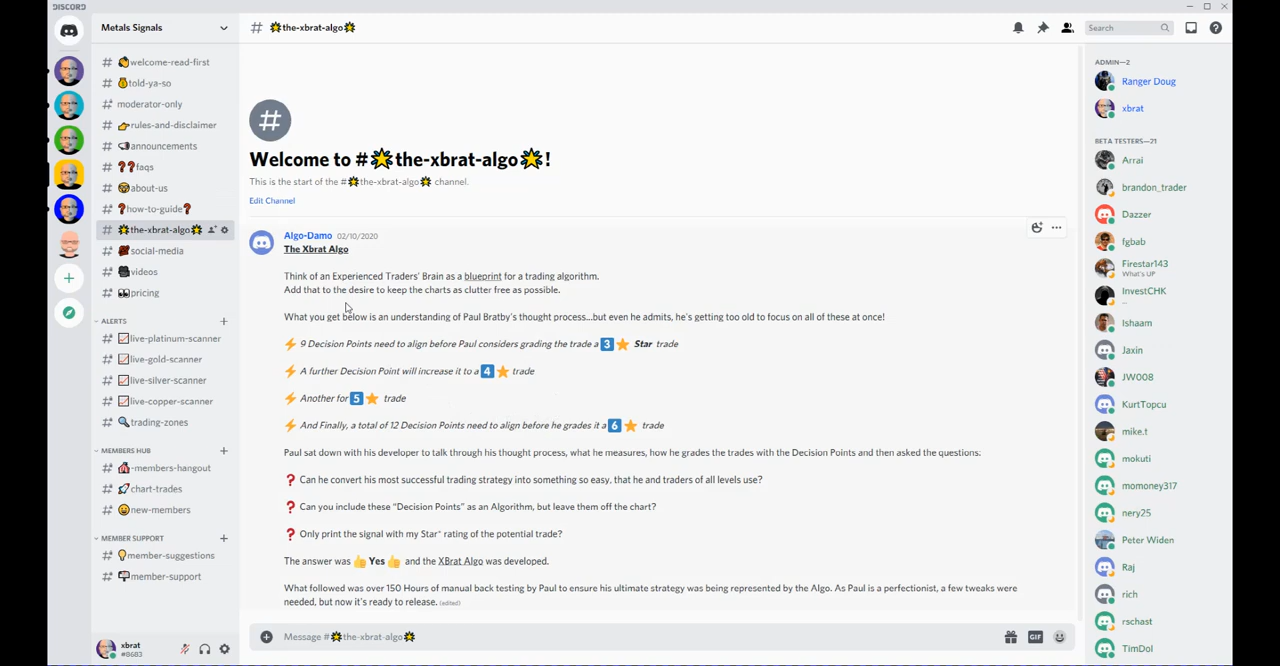 DISCORD
Metals Signals
# the-xbrat-algo
Search
# welcome-read-first
# told-ya-so
# moderator-only
# rules-and-disclaimer
# announcements
# ❓❓faqs
# about-us
# ❓how-to-guide❓
# 🌟the-xbrat-algo🌟
# social-media
# videos
# pricing
ALERTS
# live-platinum-scanner
# live-gold-scanner
# live-silver-scanner
# live-copper-scanner
# trading-zones
MEMBERS HUB
# -members-hangout
# chart-trades
# new-members
MEMBER SUPPORT
# member-suggestions
# member-support
xbrat
#8683
Welcome to #🌟the-xbrat-algo🌟!
This is the start of the #🌟the-xbrat-algo🌟 channel.
Edit Channel
Algo-Damo 02/10/2020
The Xbrat Algo
Think of an Experienced Traders' Brain as a blueprint for a trading algorithm.
Add that to the desire to keep the charts as clutter free as possible.
What you get below is an understanding of Paul Bratby's thought process...but even he admits, he's getting too old to focus on all of these at once!
⚡ 9 Decision Points need to align before Paul considers grading the trade a 3 ⭐ Star trade
⚡ A further Decision Point will increase it to a 4 ⭐ trade
⚡ Another for 5 ⭐ trade
⚡ And Finally, a total of 12 Decision Points need to align before he grades it a 6 ⭐ trade
Paul sat down with his developer to talk through his thought process, what he measures, how he grades the trades with the Decision Points and then asked the questions.
❓ Can he convert his most successful trading strategy into something so easy, that he and traders of all levels use?
❓ Can you include these "Decision Points" as an Algorithm, but leave them off the chart?
❓ Only print the signal with my Star* rating of the potential trade?
The answer was 👍 Yes 👍 and the XBrat Algo was developed.
What followed was over 150 Hours of manual back testing by Paul to ensure his ultimate strategy was being represented by the Algo. As Paul is a perfectionist, a few tweaks were
needed, but now it's ready to release. (edited)
Message #🌟the-xbrat-algo🌟
GIF
ADMIN—2
Ranger Doug
xbrat
BETA TESTERS—21
Arrai
brandon_trader
Dazzer
fgbab
Firestar143
What's UP
InvestCHK
..
Ishaam
Jaxin
JW008
KurtTopcu
mike.t
mokuti
momoney317
nery25
Peter Widen
Raj
rich
rschast
TimDol